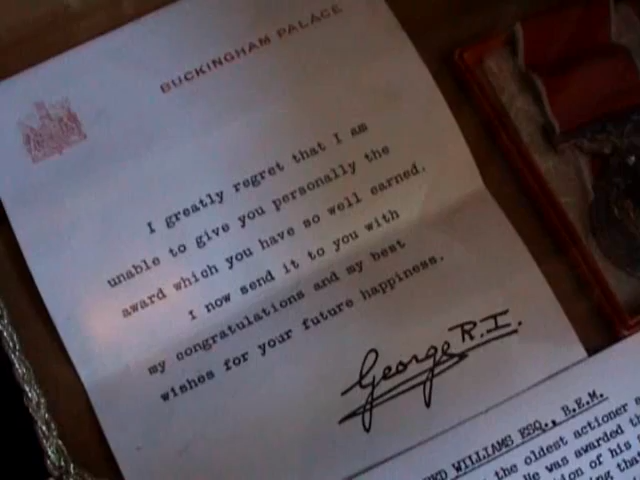 BUCKINGHAM PALACE
I greatly regret that I am
unable to give you personally the
award which you have so well earned.
I now send it to you with
my congratulations and my best
wishes for your future happiness.
George R.I.
WILLIAMS ESQ., B.E.M.
the oldest actioner
was awarded
of his
that